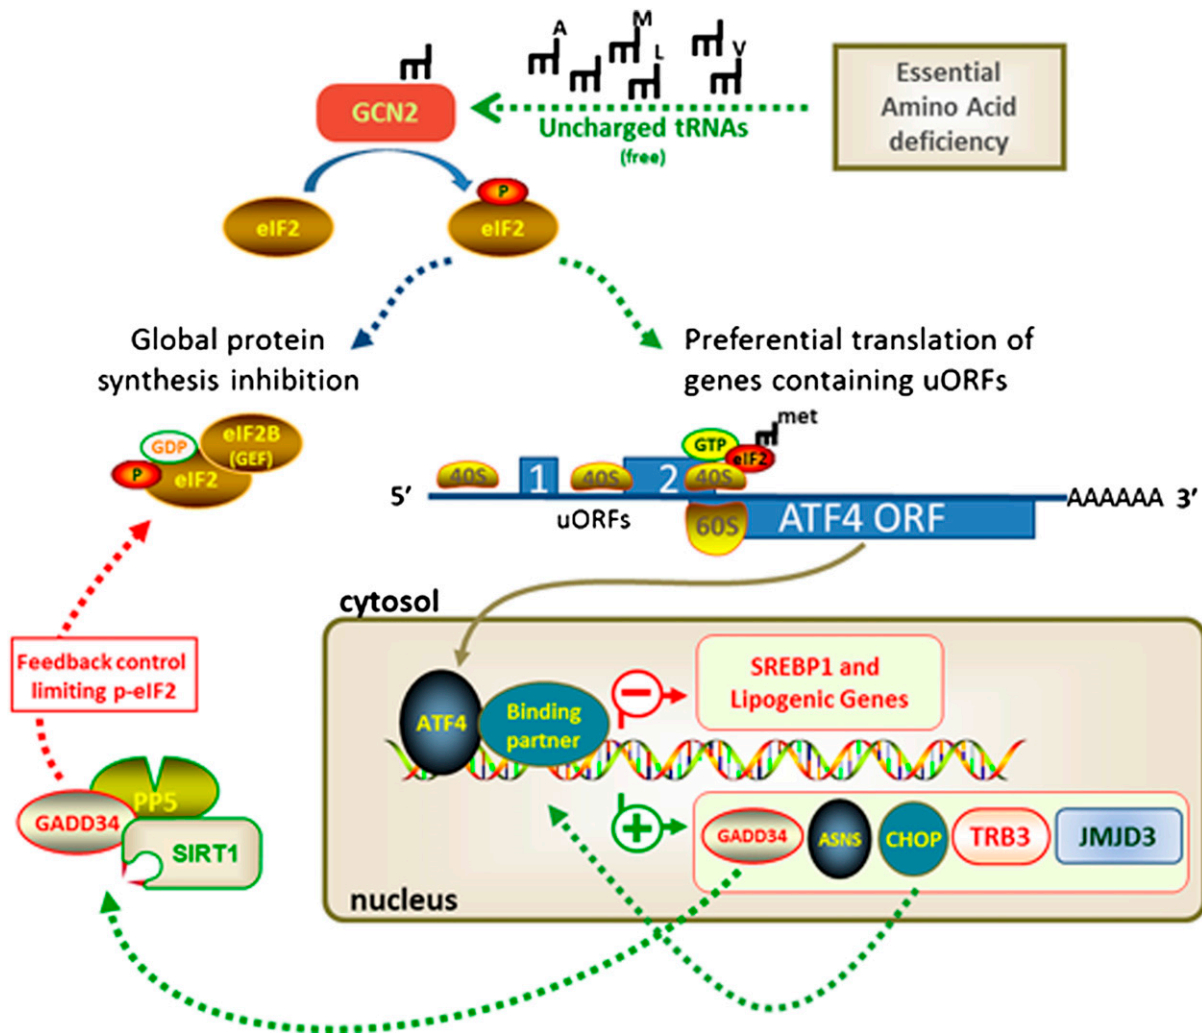 A
M
L
V
GCN2
Uncharged tRNAs
(free)
Essential
Amino Acid
deficiency
eIF2
P
eIF2
Global protein
synthesis inhibition
Preferential translation of
genes containing uORFs
GDP
eIF2B
(GEF)
P
eIF2
met
GTP
eIF2
40S
1
40S
2
40S
5’
uORFs
60S
ATF4 ORF
AAAAAA 3’
cytosol
Feedback control
limiting p-eIF2
SREBP1 and
Lipogenic Genes
ATF4
Binding
partner
PP5
GADD34
SIRT1
GADD34
ASNS
CHOP
TRB3
JMJD3
nucleus